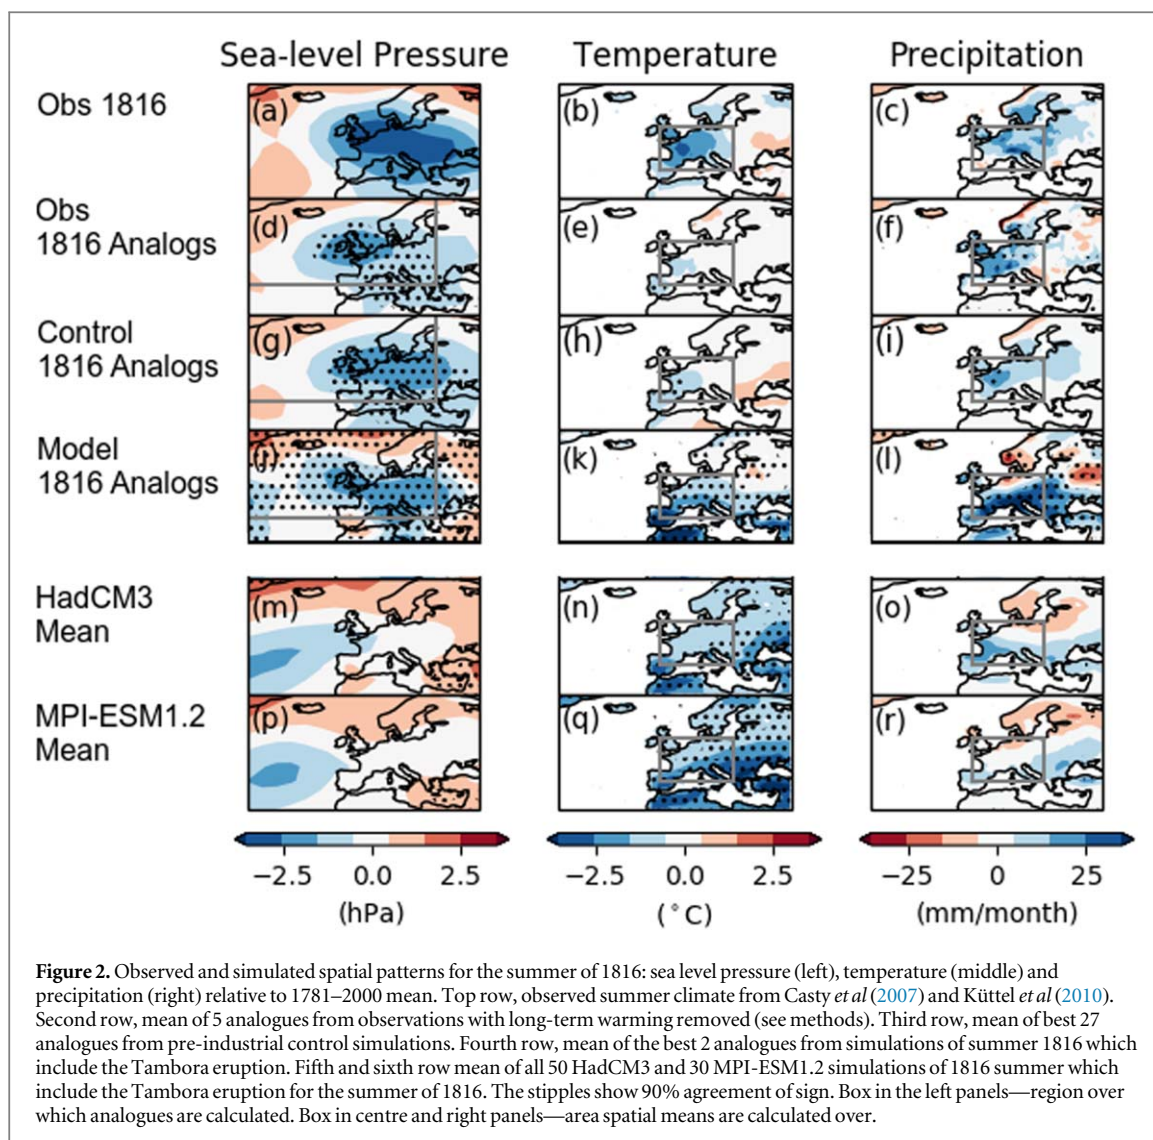 Sea-level Pressure Temperature Precipitation
Obs 1816 (a) (b) (c)
Obs
1816 Analogs (d) (e) (f)
Control
1816 Analogs (g) (h) (i)
Model
1816 Analogs (j) (k) (l)
HadCM3
Mean (m) (n) (o)
MPI-ESM1.2
Mean (p) (q) (r)
−2.5 0.0 2.5 −2.5 0.0 2.5 −25 0 25
(hPa) (°C) (mm/month)
Figure 2. Observed and simulated spatial patterns for the summer of 1816: sea level pressure (left), temperature (middle) and
precipitation (right) relative to 1781–2000 mean. Top row, observed summer climate from Casty et al (2007) and Küttel et al (2010).
Second row, mean of 5 analogues from observations with long-term warming removed (see methods). Third row, mean of best 27
analogues from pre-industrial control simulations. Fourth row, mean of the best 2 analogues from simulations of summer 1816 which
include the Tambora eruption. Fifth and sixth row mean of all 50 HadCM3 and 30 MPI-ESM1.2 simulations of 1816 summer which
include the Tambora eruption for the summer of 1816. The stipples show 90% agreement of sign. Box in the left panels—region over
which analogues are calculated. Box in centre and right panels—area spatial means are calculated over.